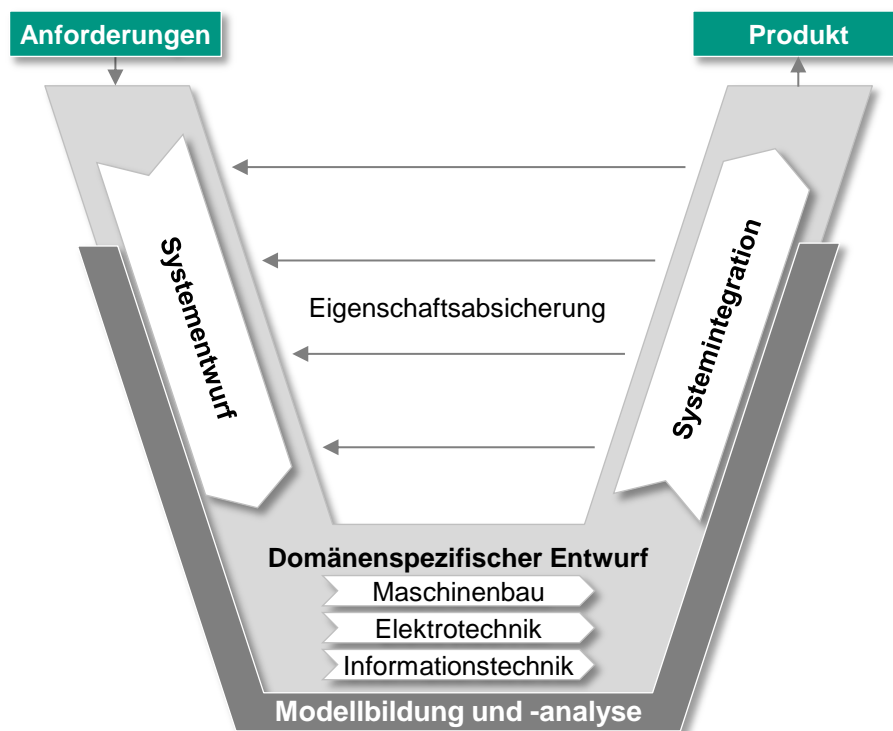 Anforderungen
Produkt
Systementwurf
Eigenschaftsabsicherung
Systemintegration
Domänenspezifischer Entwurf
Maschinenbau
Elektrotechnik
Informationstechnik
Modellbildung und -analyse